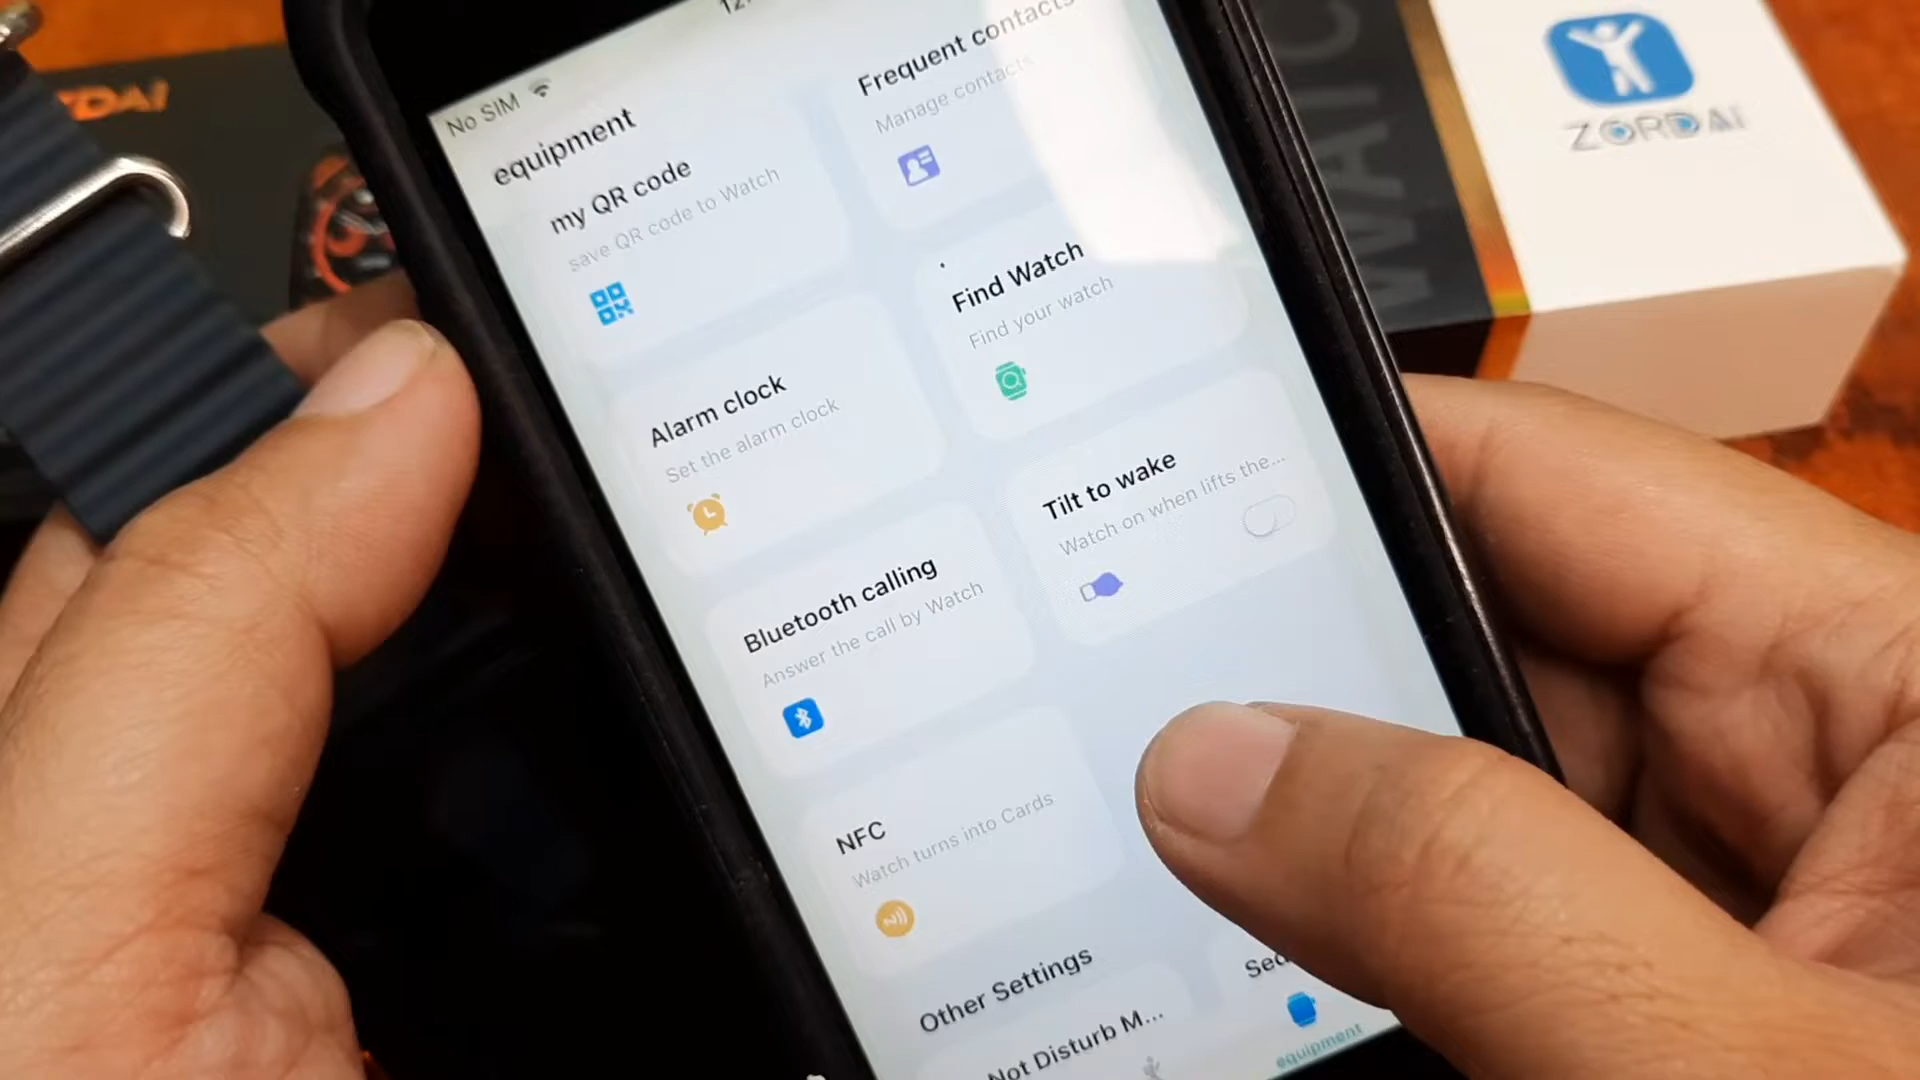 No SIM
equipment
my QR code
save QR code to Watch
Frequent contacts
Manage contacts
Alarm clock
Set the alarm clock
Find Watch
Find your watch
Bluetooth calling
Answer the call by Watch
Tilt to wake
Watch on when lifts the...
NFC
Watch turns into Cards
Other Settings
Not Disturb M...
equipment
ZORDAI